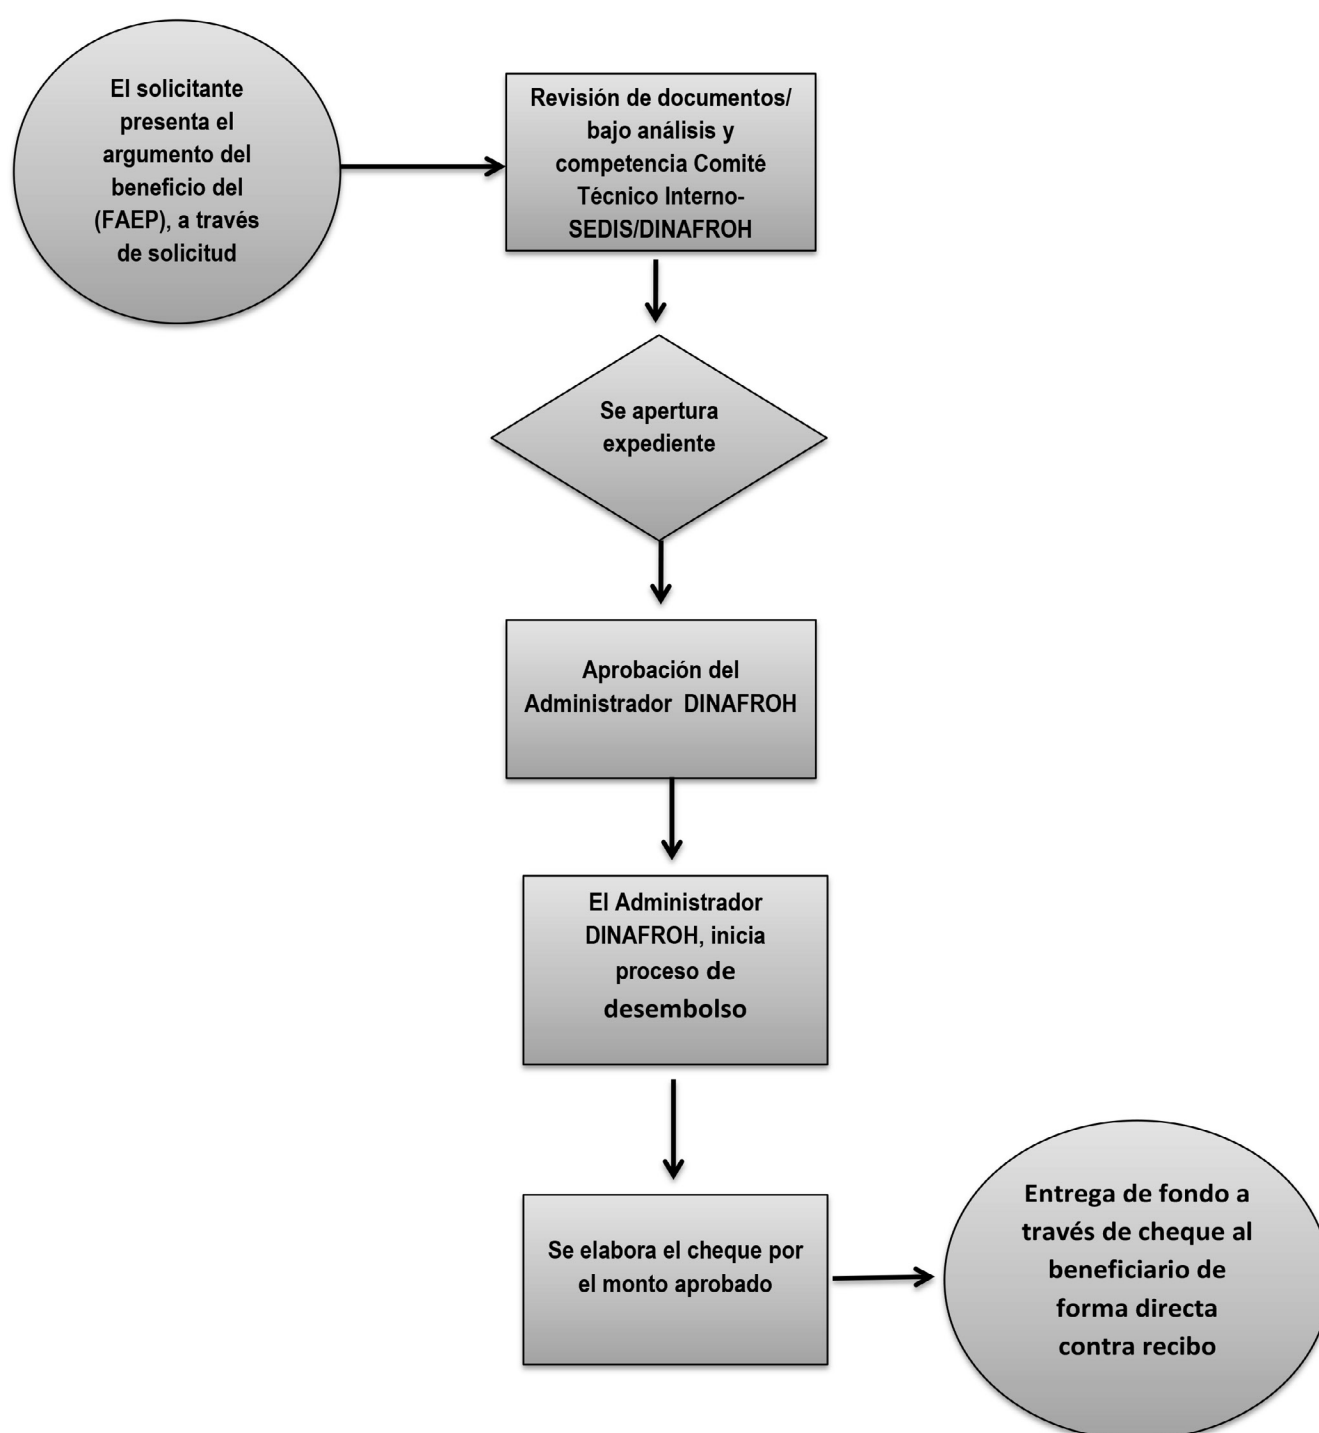 El solicitante
presenta el
argumento del
beneficio del
(FAEP), a través
de solicitud
Revisión de documentos/
bajo análisis y
competencia Comité
Técnico Interno-
SEDIS/DINAFROH
Se apertura
expediente
Aprobación del
Administrador DINAFROH
El Administrador
DINAFROH, inicia
proceso de
desembolso
Se elabora el cheque por
el monto aprobado
Entrega de fondo a
través de cheque al
beneficiario de
forma directa
contra recibo